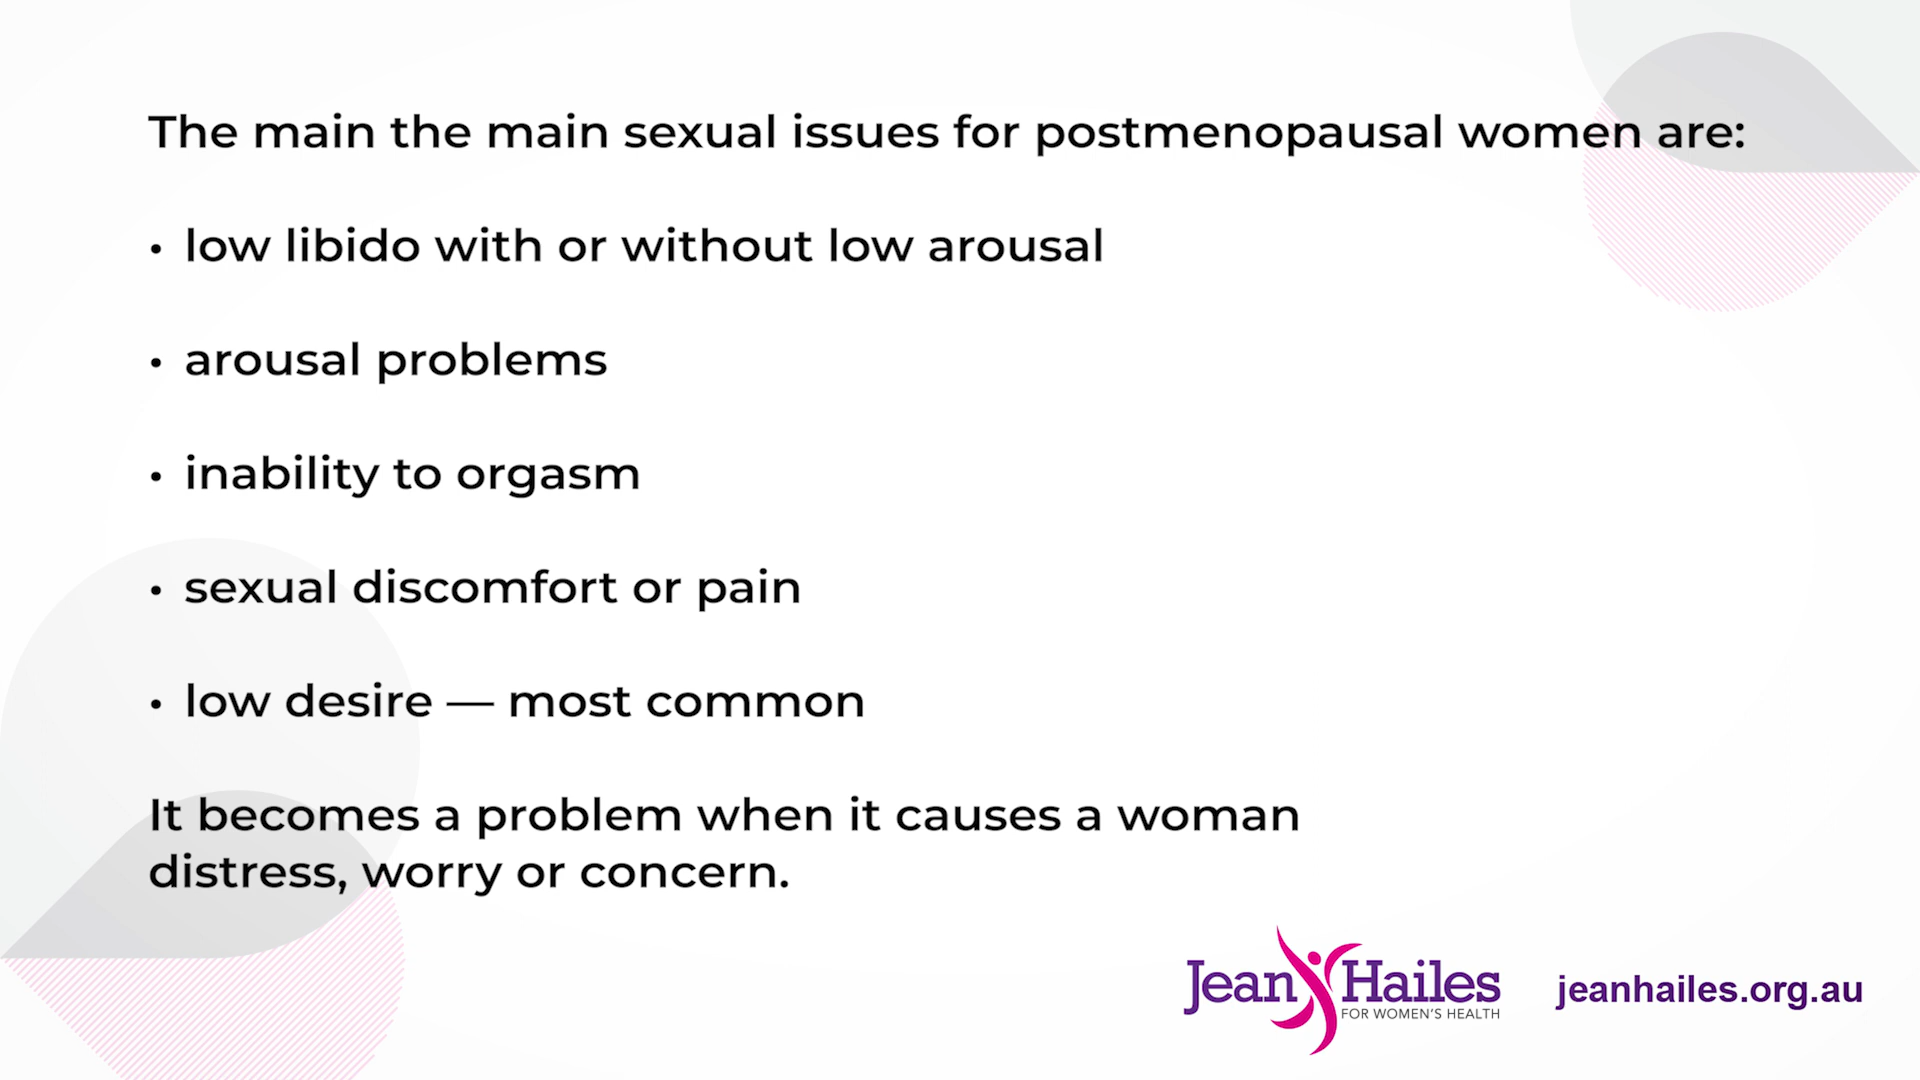 The main the main sexual issues for postmenopausal women are:
• low libido with or without low arousal
• arousal problems
• inability to orgasm
• sexual discomfort or pain
• low desire — most common
It becomes a problem when it causes a woman
distress, worry or concern.
Jean Hailes
FOR WOMEN'S HEALTH
jeanhailes.org.au